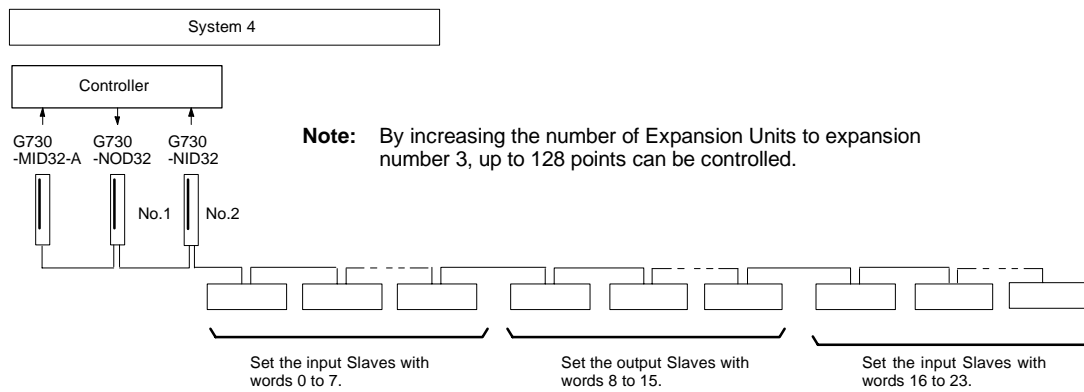 System 4
Controller
G730
-MID32-A
G730
-NOD32
G730
-NID32
No.1
No.2
Note: By increasing the number of Expansion Units to expansion
number 3, up to 128 points can be controlled.
Set the input Slaves with
words 0 to 7.
Set the output Slaves with
words 8 to 15.
Set the input Slaves with
words 16 to 23.